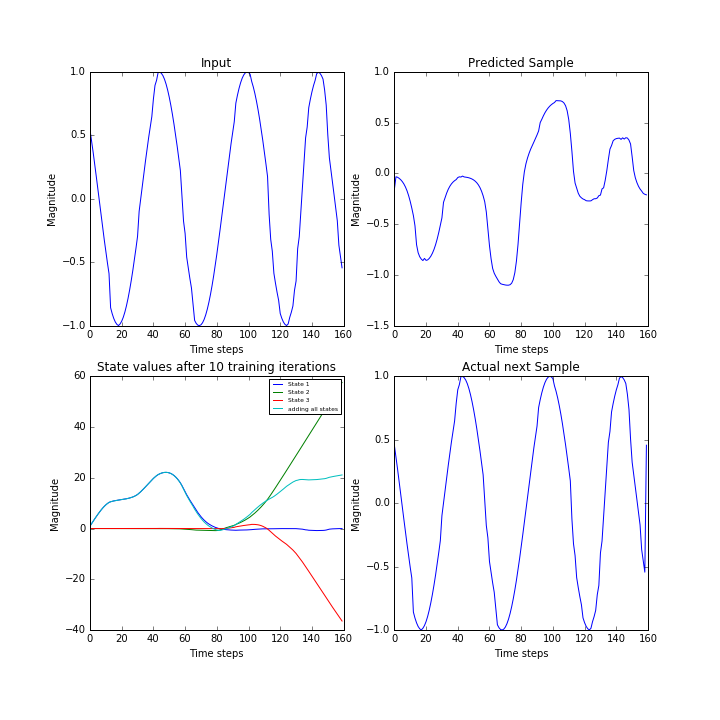 Input
Magnitude
1.0
0.5
0.0
−0.5
−1.0
0 20 40 60 80 100 120 140 160
Time steps
Predicted Sample
Magnitude
1.0
0.5
0.0
−0.5
−1.0
−1.5
0 20 40 60 80 100 120 140 160
Time steps
State values after 10 training iterations
Magnitude
60
40
20
0
−20
−40
State 1
State 2
State 3
adding all states
0 20 40 60 80 100 120 140 160
Time steps
Actual next Sample
Magnitude
1.0
0.5
0.0
−0.5
−1.0
0 20 40 60 80 100 120 140 160
Time steps